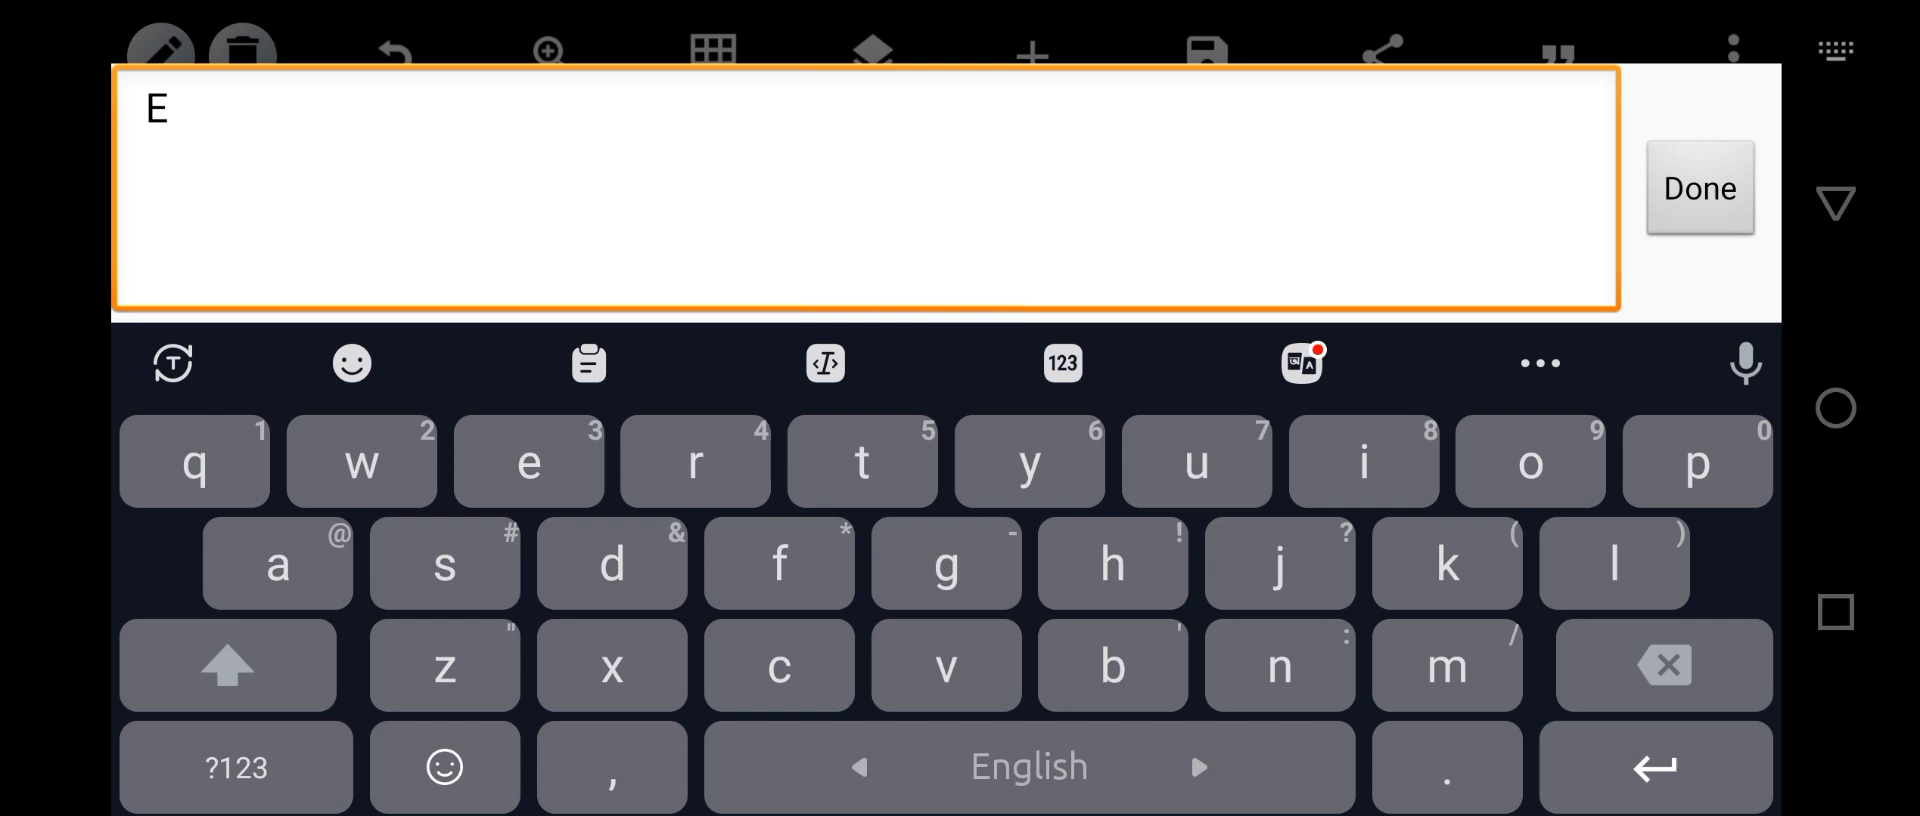 E
Done
T
123
A
q 1 w 2 e 3 r 4 t 5 y 6 u 7 i 8 o 9 p 0
a @ s # d & f * g - h ! j ? k ( l )
z " x c v b ' n : m /
?123 , English .